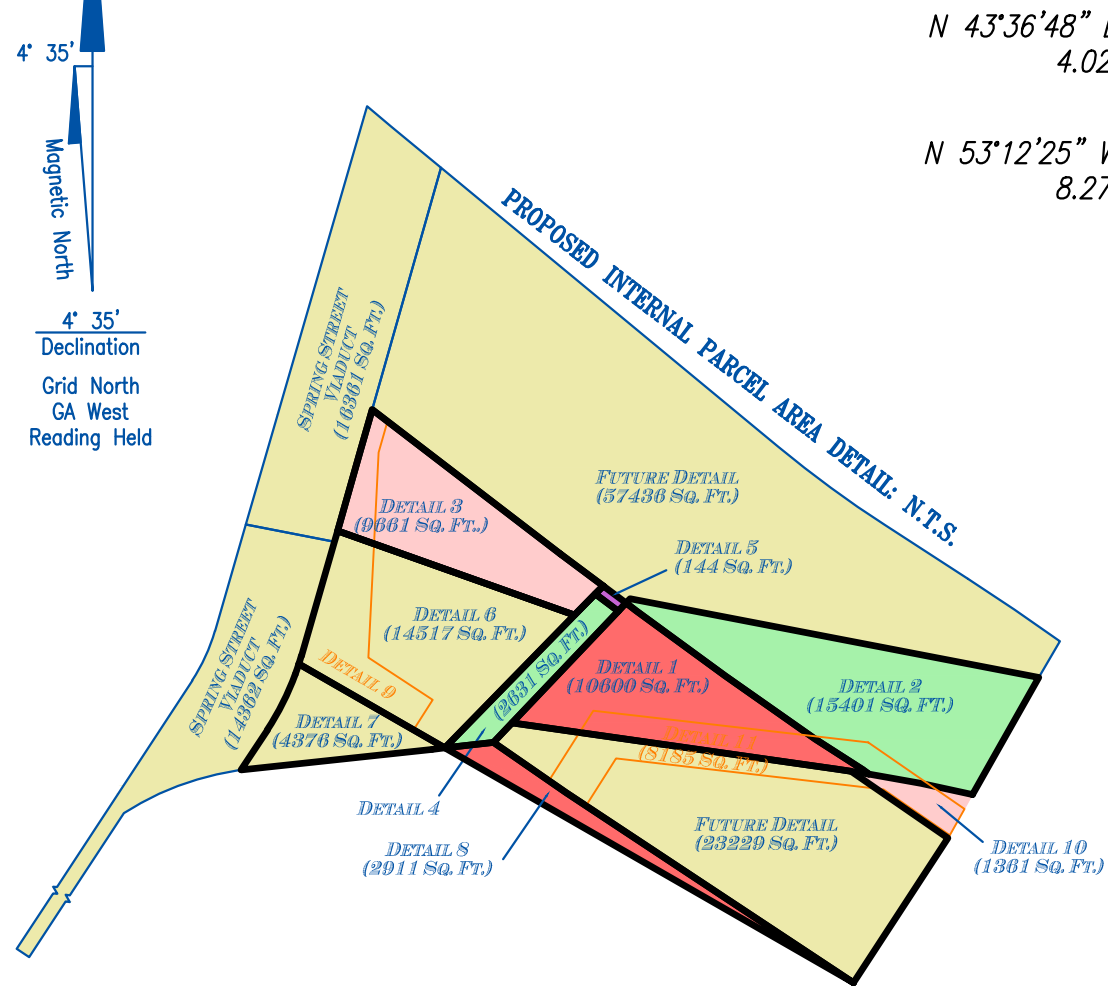 4° 35'
Magnetic North
4° 35'
Declination
Grid North
GA West
Reading Held
N 43°36'48”
4.02
N 53°12'25”
8.27
PROPOSED INTERNAL PARCEL AREA DETAIL: N.T.S.
SPRING STREET
VIADUCT
(16361 SQ. FT.)
FUTURE DETAIL
(57436 SQ. FT.)
DETAIL 3
(9661 SQ. FT..)
DETAIL 5
(144 SQ. FT.)
DETAIL 6
(14517 SQ. FT.)
(2631 SQ. FT.)
DETAIL 1
(10600 SQ. FT.)
DETAIL 2
(15401 SQ. FT.)
SPRING STREET
VIADUCT
(14362 SQ. FT.)
DETAIL 9
DETAIL 7
(4376 SQ. FT.)
DETAIL 11
(8185 SQ. FT.)
DETAIL 4
DETAIL 8
(2911 SQ. FT.)
FUTURE DETAIL
(23229 SQ. FT.)
DETAIL 10
(1361 SQ. FT.)